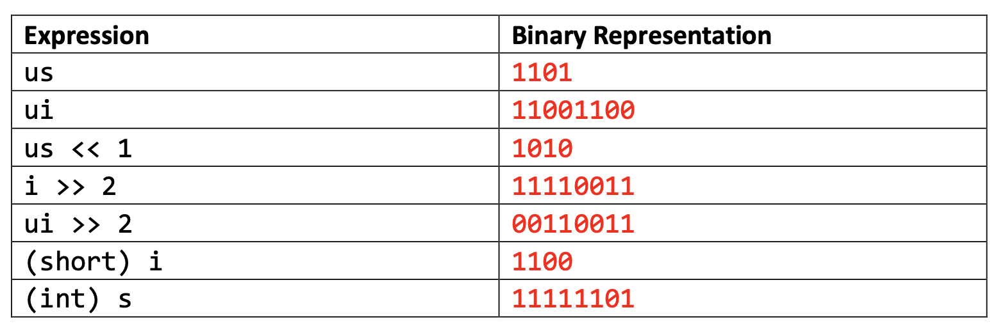 Expression Binary Representation
us 1101
ui 11001100
us << 1 1010
i >> 2 11110011
ui >> 2 00110011
(short) i 1100
(int) s 11111101